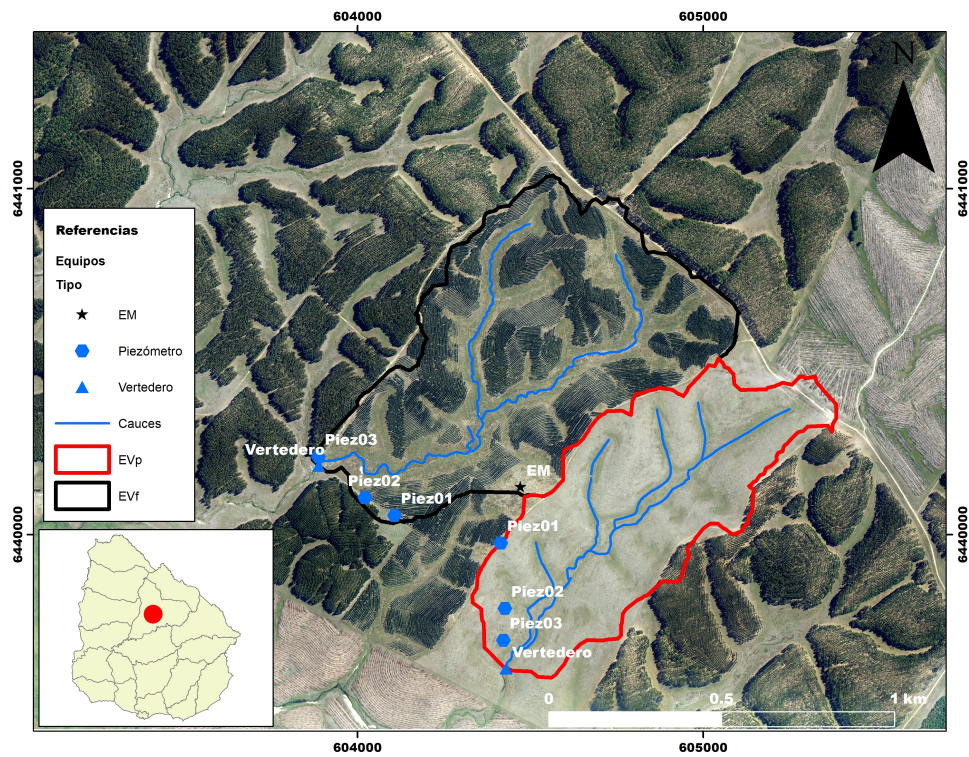 604000
605000
N
6441000
6441000
Referencias
Equipos
Tipo
EM
Piezómetro
Vertedero
Cauces
EVp
EVf
Piez03
Vertedero
Piez02
Piez01
EM
Piez01
Piez02
Piez03
Vertedero
6440000
6440000
0
0.5
1 km
604000
605000